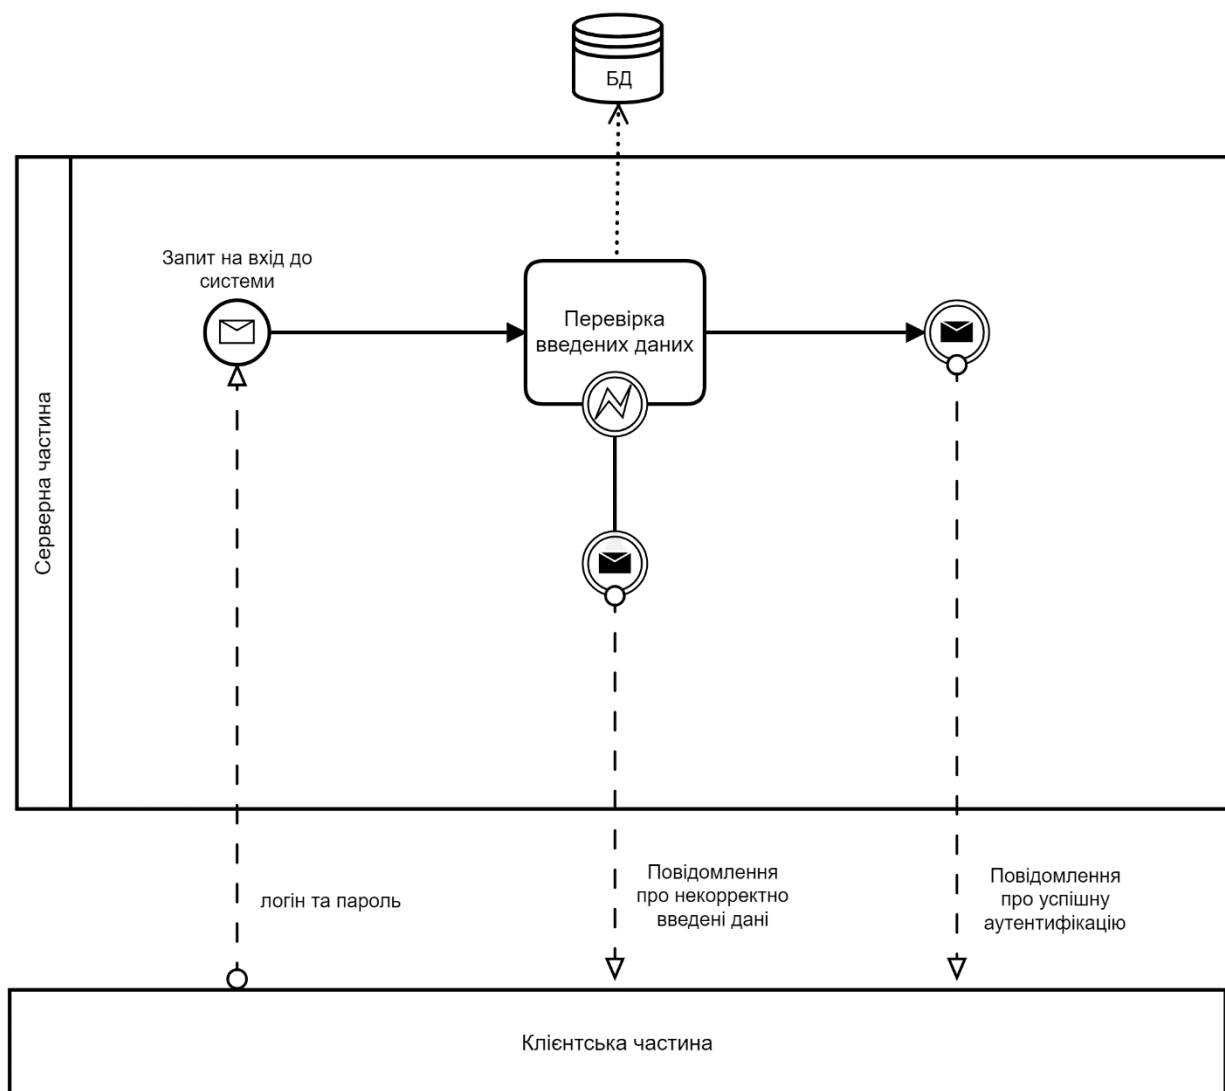 БД
Запит на вхід до
системи
Перевірка
введених даних
Серверна частина
логін та пароль
Повідомлення
про некорректно
введені дані
Повідомлення
про успішну
аутентифікацію
Клієнтська частина